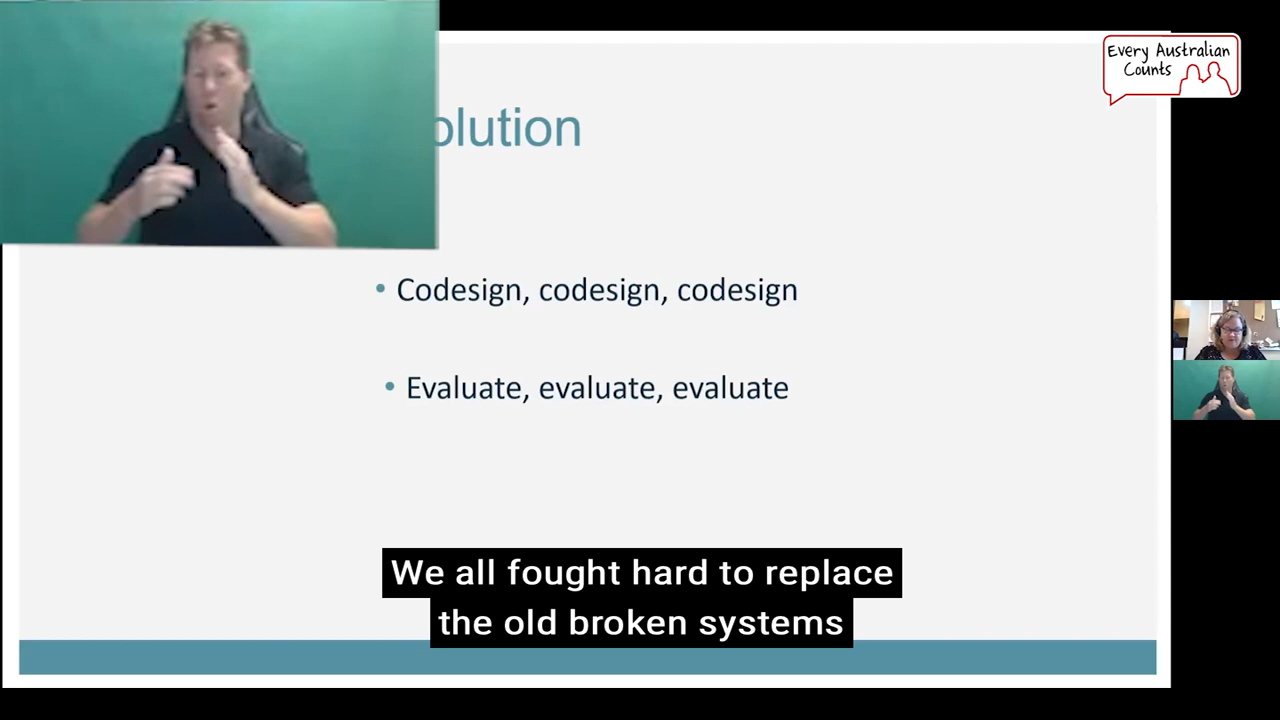 Every Australian
Counts
olution
• Codesign, codesign, codesign
• Evaluate, evaluate, evaluate
We all fought hard to replace
the old broken systems